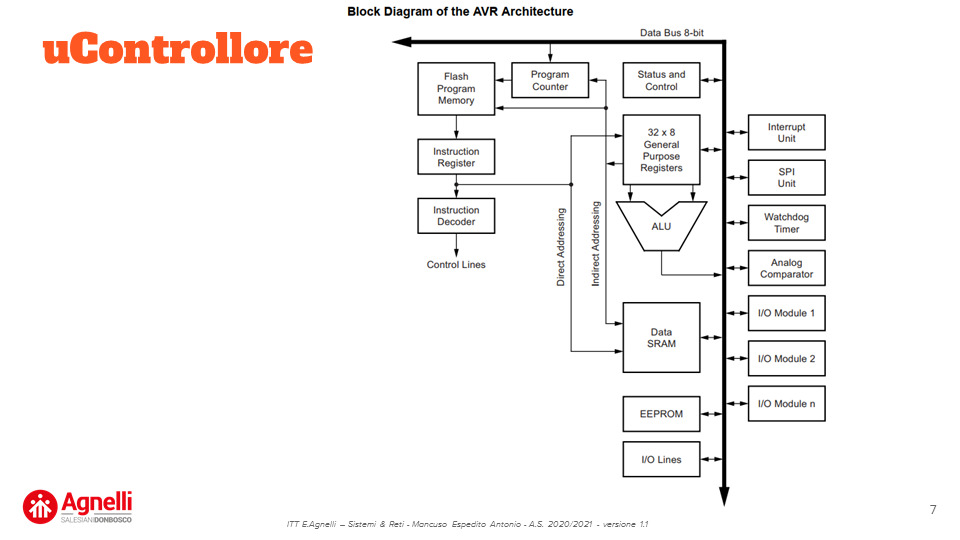 Block Diagram of the AVR Architecture
uControllore
Data Bus 8-bit
Flash
Program
Memory
Program
Counter
Status and
Control
Instruction
Register
32 x 8
General
Purpose
Registers
Interrupt
Unit
SPI
Unit
Instruction
Decoder
ALU
Watchdog
Timer
Control Lines
Direct Addressing
Indirect Addressing
Analog
Comparator
Data
SRAM
I/O Module 1
I/O Module 2
EEPROM
I/O Module n
I/O Lines
Agnelli
SALESIANIDONBOSCO
ITT E.Agnelli – Sistemi & Reti - Mancuso Espedito Antonio - A.S. 2020/2021 - versione 1.1
7